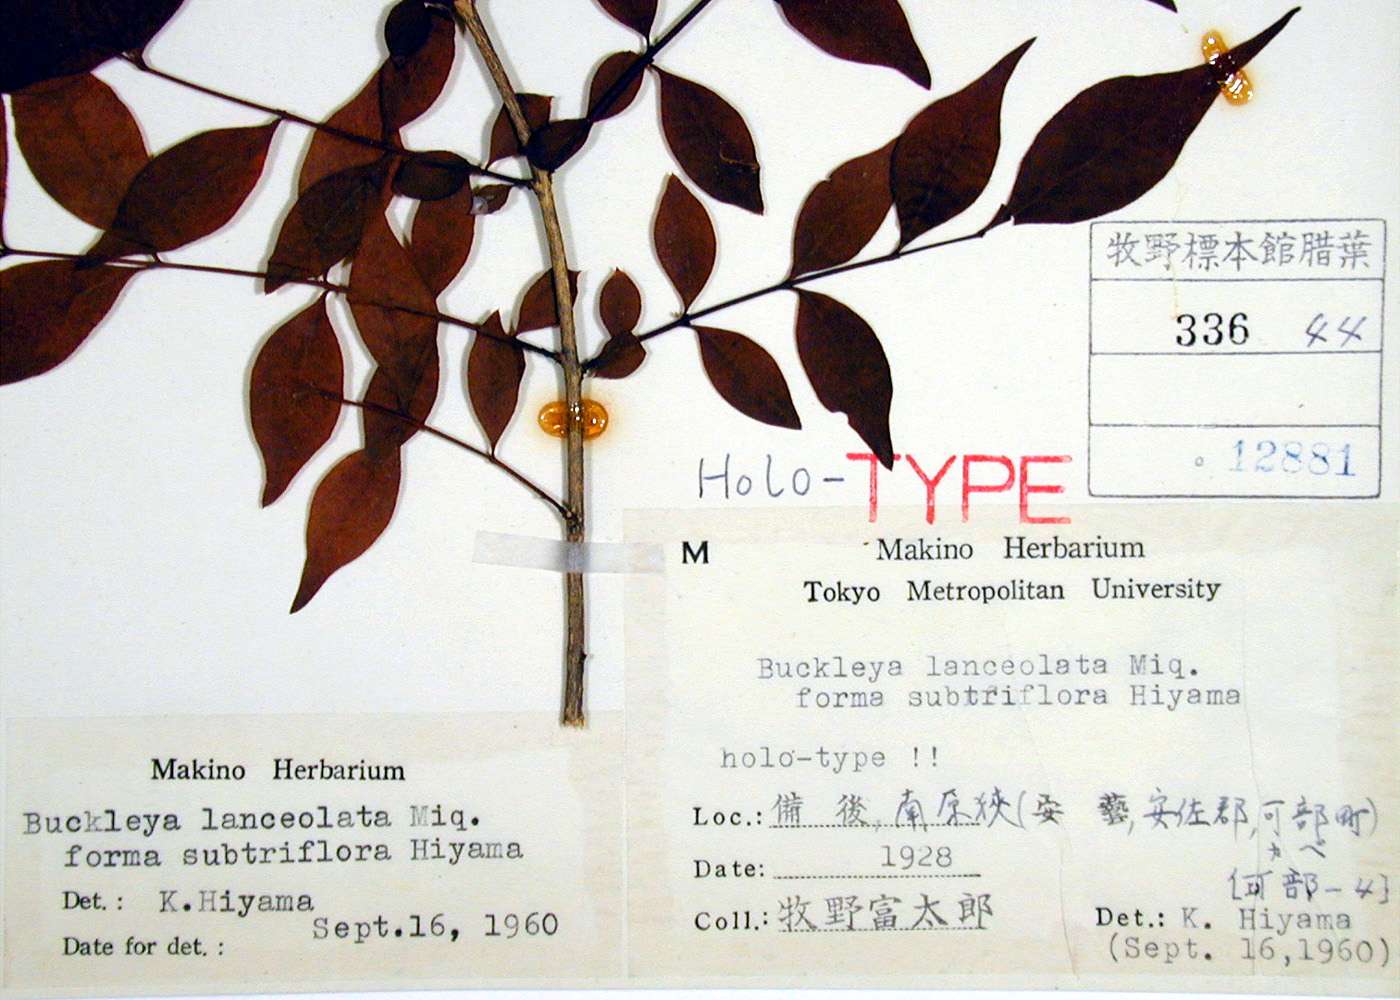 牧野標本館腊葉
336 44
12881
Holo-TYPE
M Makino Herbarium
Tokyo Metropolitan University
Buckleya lanceolata Miq.
forma subtriflora Hiyama
holo-type !!
Loc.: 備後, 南原狹(安藝, 安佐郡, 可部町)
カベ
[可部-4]
Date: 1928
Coll.: 牧野富太郎
Det.: K. Hiyama
(Sept. 16,1960)
Makino Herbarium
Buckleya lanceolata Miq.
forma subtriflora Hiyama
Det.: K.Hiyama
Sept.16, 1960
Date for det.: